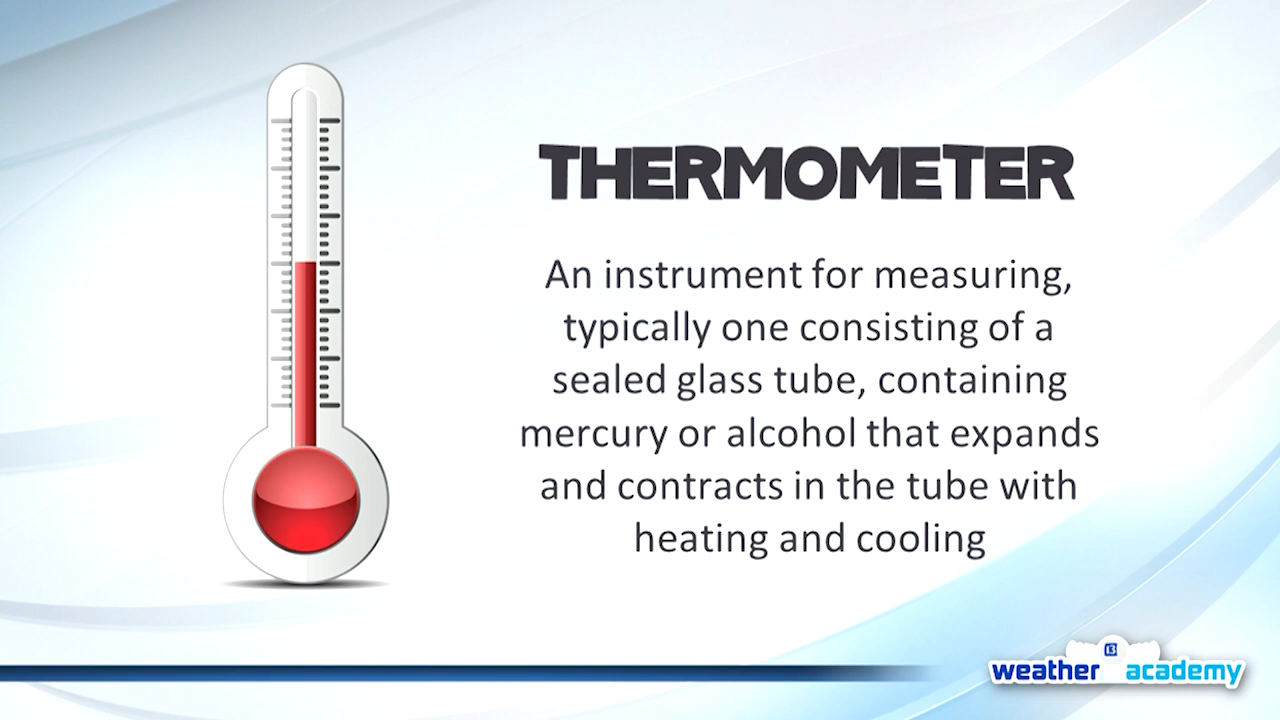 THERMOMETER
An instrument for measuring,
typically one consisting of a
sealed glass tube, containing
mercury or alcohol that expands
and contracts in the tube with
heating and cooling
13
weather academy